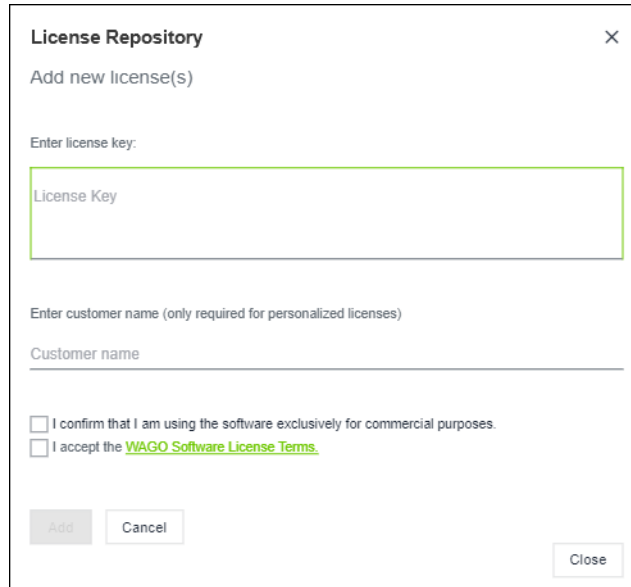 License Repository
Add new license(s)
Enter license key:
License Key
Enter customer name (only required for personalized licenses)
Customer name
I confirm that I am using the software exclusively for commercial purposes.
I accept the WAGO Software License Terms.
Add Cancel
Close